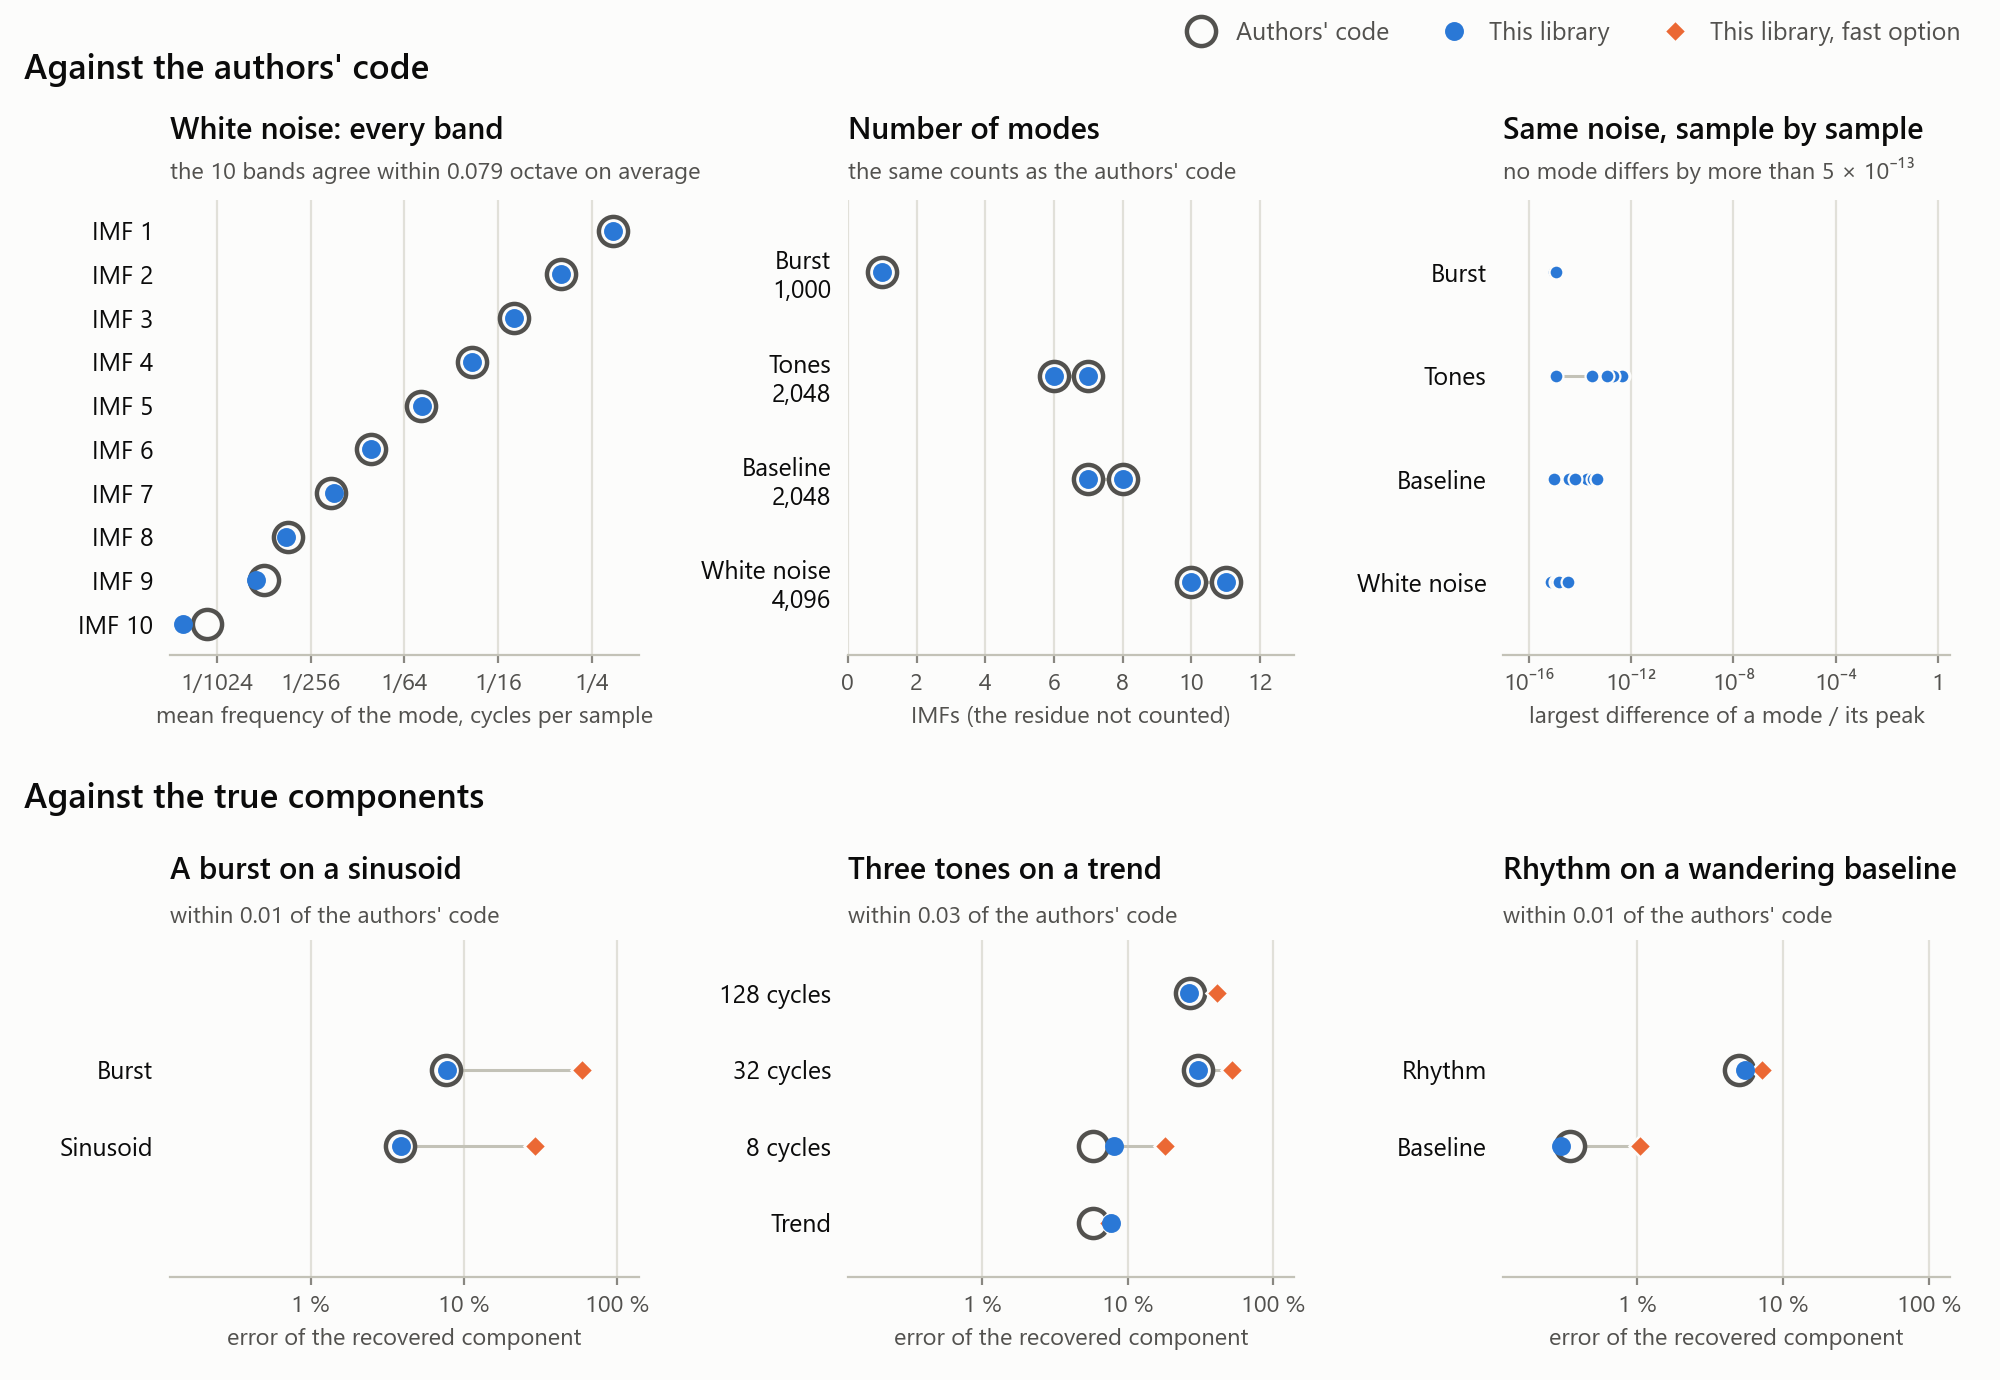 Authors' code
This library
This library, fast option
Against the authors' code
White noise: every band
the 10 bands agree within 0.079 octave on average
IMF 1
IMF 2
IMF 3
IMF 4
IMF 5
IMF 6
IMF 7
IMF 8
IMF 9
IMF 10
1/1024 1/256 1/64 1/16 1/4
mean frequency of the mode, cycles per sample
Number of modes
the same counts as the authors' code
Burst
1,000
Tones
2,048
Baseline
2,048
White noise
4,096
0 2 4 6 8 10 12
IMFs (the residue not counted)
Same noise, sample by sample
no mode differs by more than 5 × 10⁻¹³
Burst
Tones
Baseline
White noise
10⁻¹⁶ 10⁻¹² 10⁻⁸ 10⁻⁴ 1
largest difference of a mode / its peak
Against the true components
A burst on a sinusoid
within 0.01 of the authors' code
Burst
Sinusoid
1 % 10 % 100 %
error of the recovered component
Three tones on a trend
within 0.03 of the authors' code
128 cycles
32 cycles
8 cycles
Trend
1 % 10 % 100 %
error of the recovered component
Rhythm on a wandering baseline
within 0.01 of the authors' code
Rhythm
Baseline
1 % 10 % 100 %
error of the recovered component